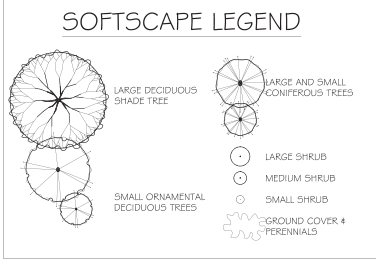 SOFTSCAPE LEGEND
LARGE DECIDUOUS
SHADE TREE
SMALL ORNAMENTAL
DECIDUOUS TREES
LARGE AND SMALL
CONIFEROUS TREES
LARGE SHRUB
MEDIUM SHRUB
SMALL SHRUB
GROUND COVER &
PERENNIALS